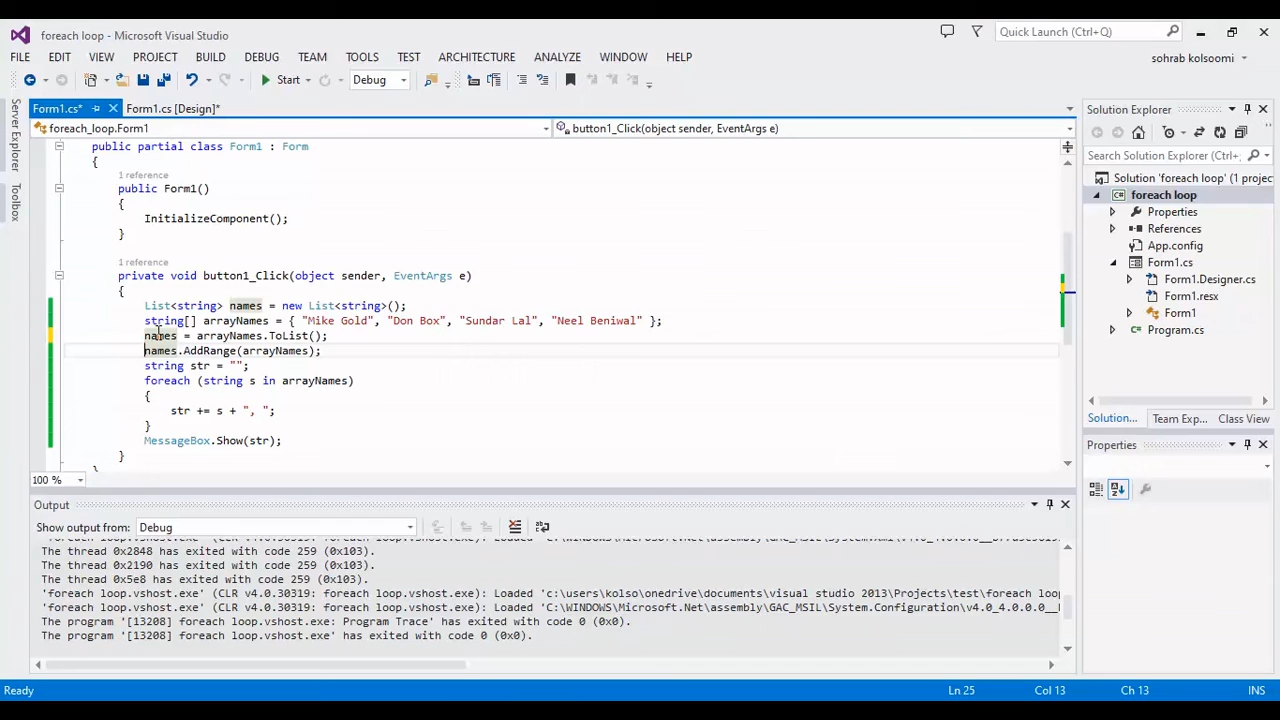 foreach loop - Microsoft Visual Studio
Quick Launch (Ctrl+Q)
FILE EDIT VIEW PROJECT BUILD DEBUG TEAM TOOLS TEST ARCHITECTURE ANALYZE WINDOW HELP
sohrab kolsoomi
Start Debug
Server Explorer
Toolbox
Form1.cs* Form1.cs [Design]*
foreach_loop.Form1 button1_Click(object sender, EventArgs e)
public partial class Form1 : Form
{
1 reference
public Form1()
{
InitializeComponent();
}
1 reference
private void button1_Click(object sender, EventArgs e)
{
List<string> names = new List<string>();
string[] arrayNames = { "Mike Gold", "Don Box", "Sundar Lal", "Neel Beniwal" };
names = arrayNames.ToList();
names.AddRange(arrayNames);
string str = "";
foreach (string s in arrayNames)
{
str += s + ", ";
}
MessageBox.Show(str);
}
}
100 %
Output
Show output from: Debug
The thread 0x2848 has exited with code 259 (0x103).
The thread 0x2190 has exited with code 259 (0x103).
The thread 0x5e8 has exited with code 259 (0x103).
'foreach loop.vshost.exe' (CLR v4.0.30319: foreach loop.vshost.exe): Loaded 'c:\users\kolso\onedrive\documents\visual studio 2013\Projects\test\foreach loo
'foreach loop.vshost.exe' (CLR v4.0.30319: foreach loop.vshost.exe): Loaded 'C:\WINDOWS\Microsoft.Net\assembly\GAC_MSIL\System.Configuration\v4.0_4.0.0.0__
The program '[13208] foreach loop.vshost.exe: Program Trace' has exited with code 0 (0x0).
The program '[13208] foreach loop.vshost.exe' has exited with code 0 (0x0).
Solution Explorer
Search Solution Explorer (Ctrl+;)
Solution 'foreach loop' (1 projec
foreach loop
Properties
References
App.config
Form1.cs
Form1.Designer.cs
Form1.resx
Form1
Program.cs
Solution... Team Exp... Class View
Properties
Ready
Ln 25 Col 13 Ch 13 INS